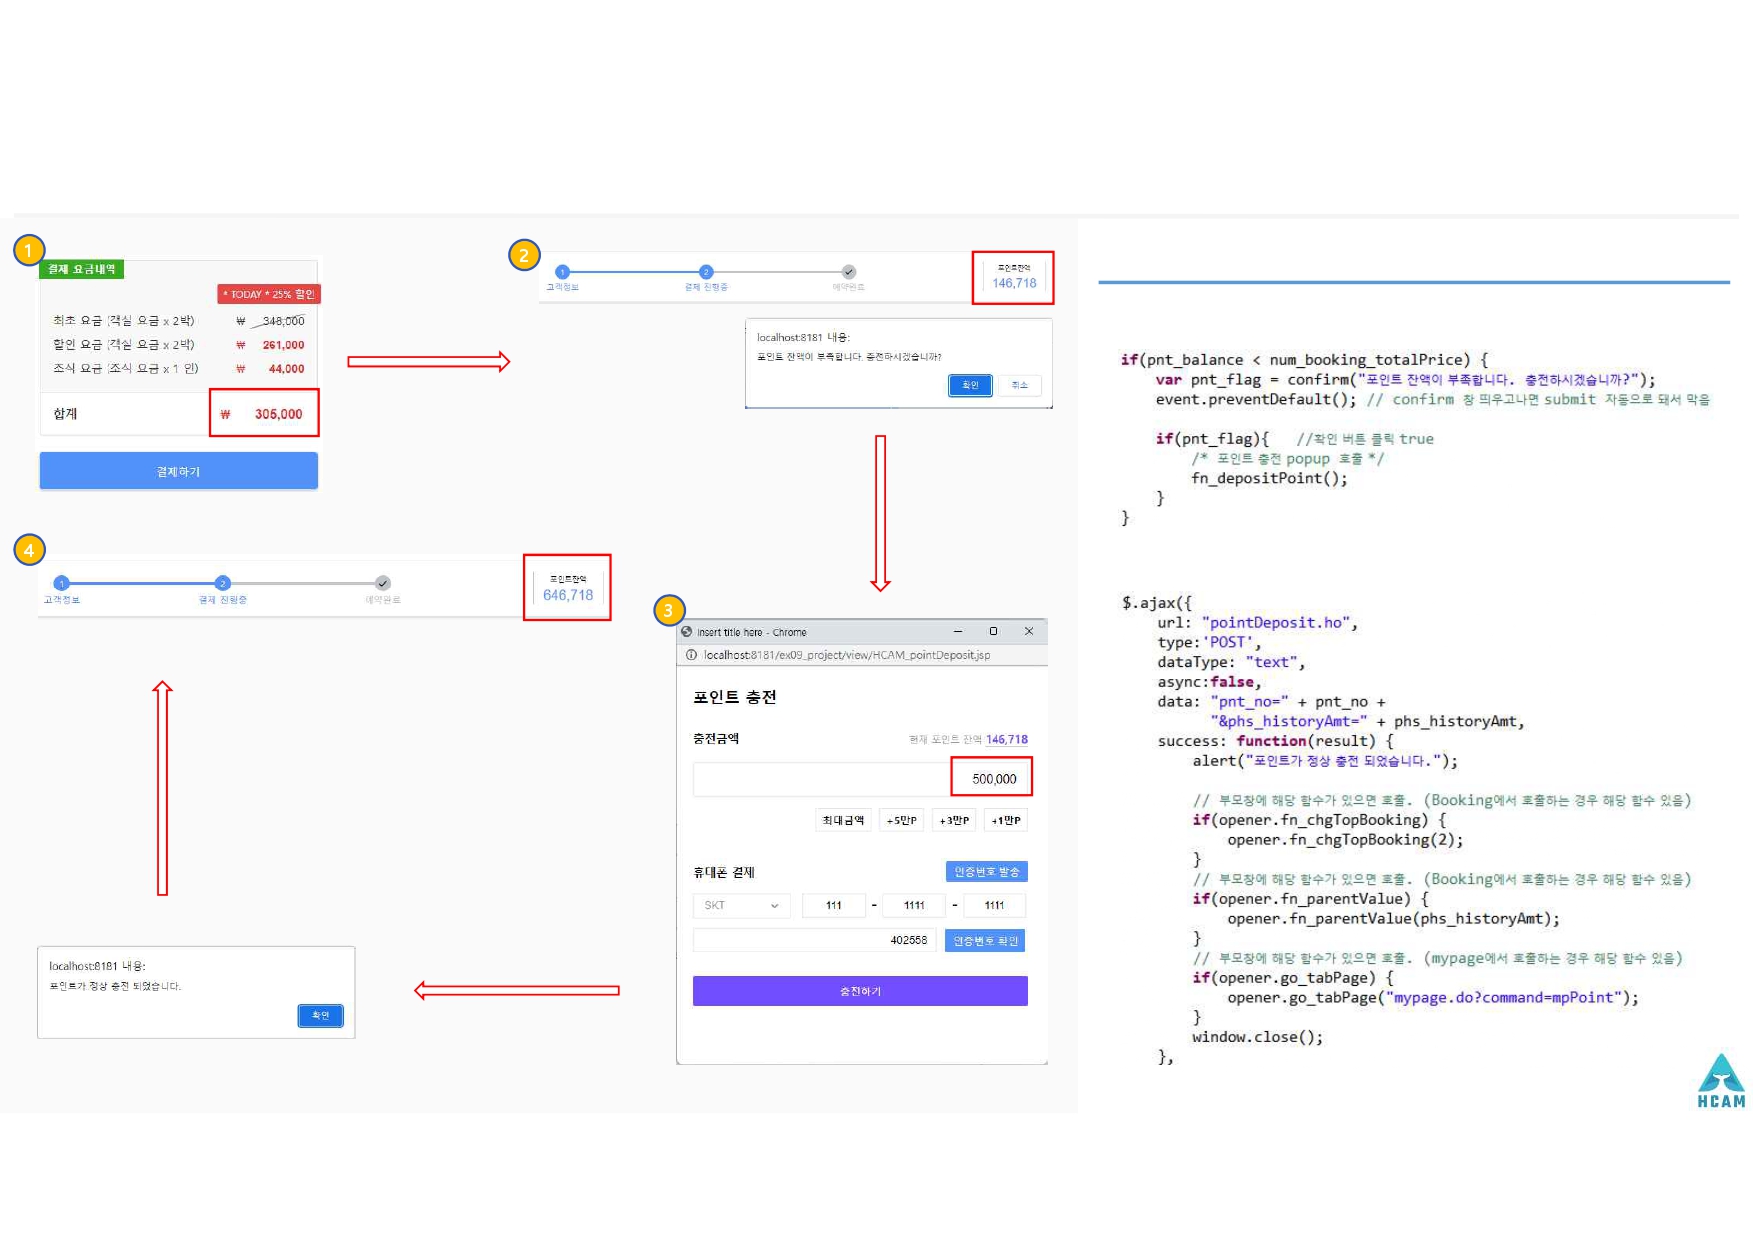 1
결제 요금내역
* TODAY * 25% 할인
최초 요금 (객실 요금 x 2박) ₩ 348,000
할인 요금 (객실 요금 x 2박) ₩ 261,000
조식 요금 (조식 요금 x 1 인) ₩ 44,000
합계 ₩ 305,000
결제하기
2
1 2
고객정보 결제 진행중 예약완료
포인트잔액
146,718
localhost:8181 내용:
포인트 잔액이 부족합니다. 충전하시겠습니까?
확인 취소
3
Insert title here - Chrome
localhost:8181/ex09_project/view/HCAM_pointDeposit.jsp
포인트 충전
충전금액 현재 포인트 잔액 146,718
500,000
최대금액 +5만P +3만P +1만P
휴대폰 결제 인증번호 발송
SKT 111 - 1111 - 1111
402558 인증번호 확인
충전하기
4
1 2
고객정보 결제 진행중 예약완료
포인트잔액
646,718
localhost:8181 내용:
포인트가 정상 충전 되었습니다.
확인
if(pnt_balance < num_booking_totalPrice) {
var pnt_flag = confirm("포인트 잔액이 부족합니다. 충전하시겠습니까?");
event.preventDefault(); // confirm 창 띄우고나면 submit 자동으로 돼서 막음
if(pnt_flag){ //확인 버튼 클릭 true
/* 포인트 충전 popup 호출 */
fn_depositPoint();
}
}
$.ajax({
url: "pointDeposit.ho",
type:'POST',
dataType: "text",
async:false,
data: "pnt_no=" + pnt_no +
"&phs_historyAmt=" + phs_historyAmt,
success: function(result) {
alert("포인트가 정상 충전 되었습니다.");
// 부모창에 해당 함수가 있으면 호출. (Booking에서 호출하는 경우 해당 함수 있음)
if(opener.fn_chgTopBooking) {
opener.fn_chgTopBooking(2);
}
// 부모창에 해당 함수가 있으면 호출. (Booking에서 호출하는 경우 해당 함수 있음)
if(opener.fn_parentValue) {
opener.fn_parentValue(phs_historyAmt);
}
// 부모창에 해당 함수가 있으면 호출. (mypage에서 호출하는 경우 해당 함수 있음)
if(opener.go_tabPage) {
opener.go_tabPage("mypage.do?command=mpPoint");
}
window.close();
},
HCAM